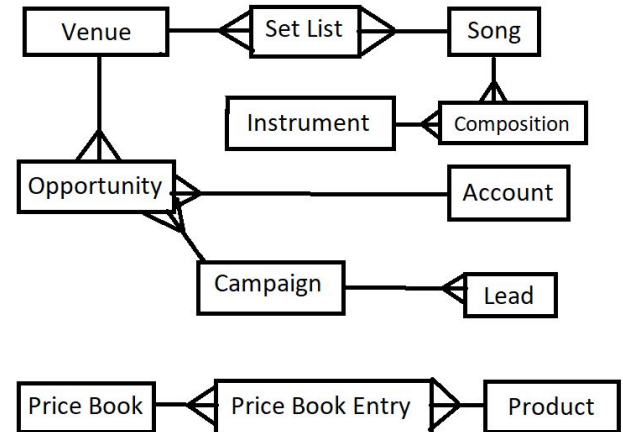 Venue
Set List
Song
Instrument
Composition
Opportunity
Account
Campaign
Lead
Price Book
Price Book Entry
Product